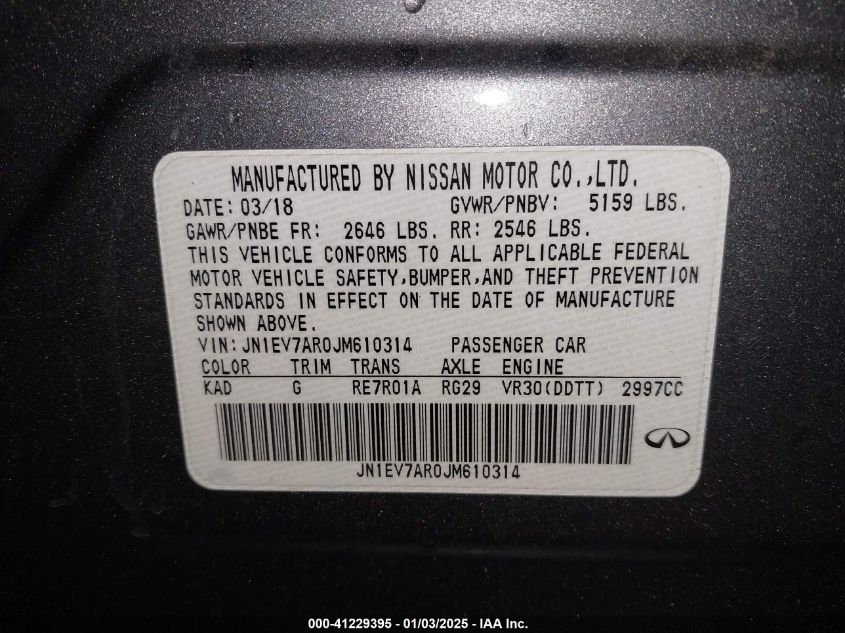 MANUFACTURED BY NISSAN MOTOR CO.,LTD.
DATE: 03/18 GVWR/PNBV: 5159 LBS.
GAWR/PNBE FR: 2646 LBS. RR: 2546 LBS.
THIS VEHICLE CONFORMS TO ALL APPLICABLE FEDERAL
MOTOR VEHICLE SAFETY,BUMPER,AND THEFT PREVENTION
STANDARDS IN EFFECT ON THE DATE OF MANUFACTURE
SHOWN ABOVE.
VIN: JN1EV7AR0JM610314 PASSENGER CAR
COLOR TRIM TRANS AXLE ENGINE
KAD G RE7R01A RG29 VR30(DDTT) 2997CC
JN1EV7AR0JM610314
000-41229395 - 01/03/2025 - IAA Inc.